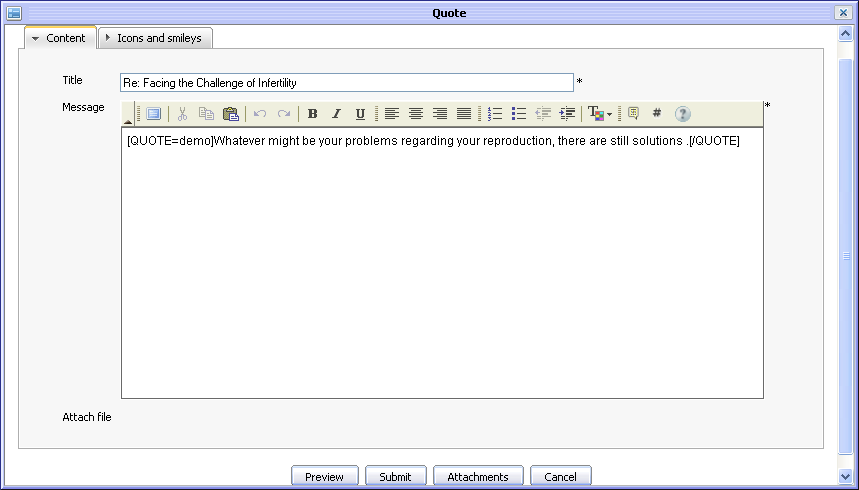 Quote
Content Icons and smileys
Title Re: Facing the Challenge of Infertility *
Message B I U # ? *
[QUOTE=demo]Whatever might be your problems regarding your reproduction, there are still solutions .[/QUOTE]
Attach file
Preview Submit Attachments Cancel